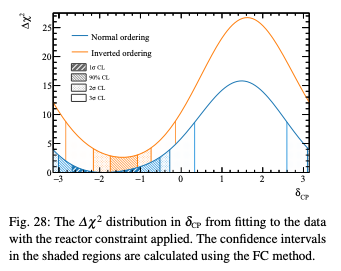 Δχ²
25
20
15
10
5
0
Normal ordering
Inverted ordering
1σ CL
90% CL
2σ CL
3σ CL
-3 -2 -1 0 1 2 3
δCP
Fig. 28: The Δχ² distribution in δCP from fitting to the data
with the reactor constraint applied. The confidence intervals
in the shaded regions are calculated using the FC method.